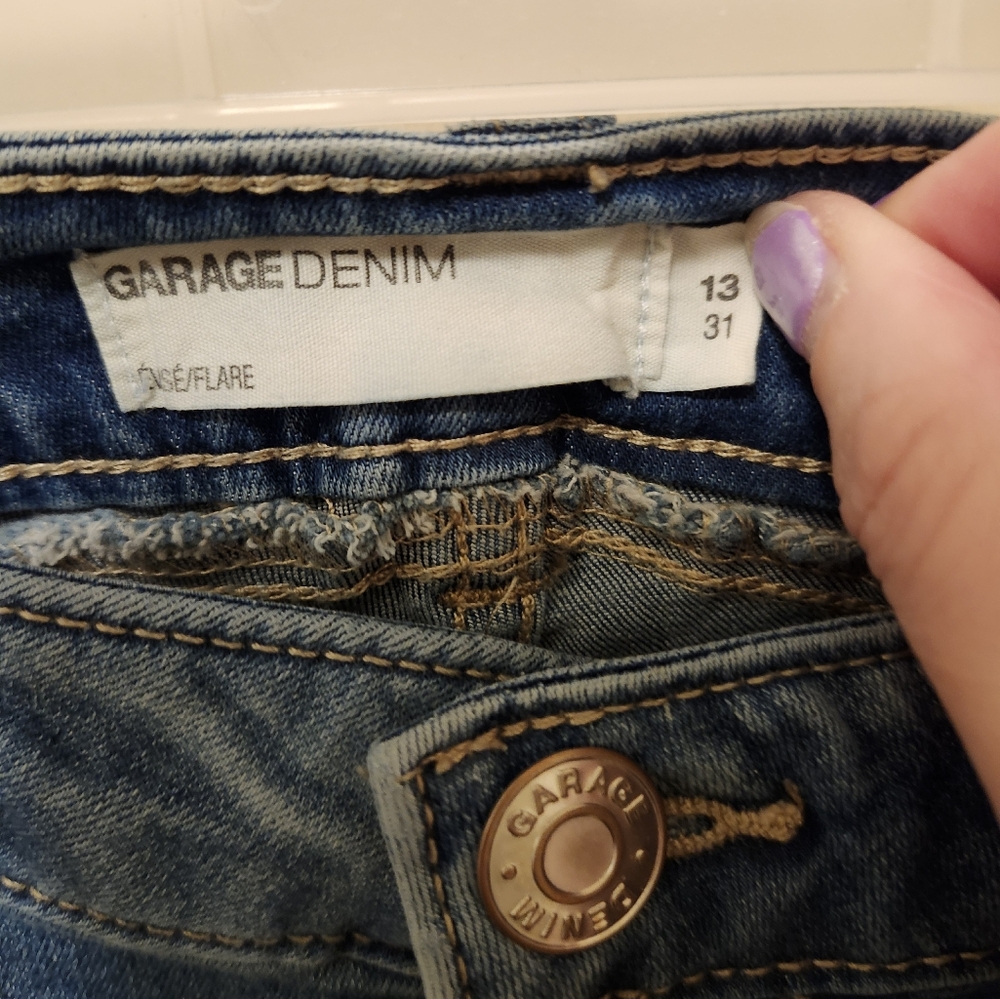 GARAGE DENIM
13
31
/FLARE
GARAGE
DENIM